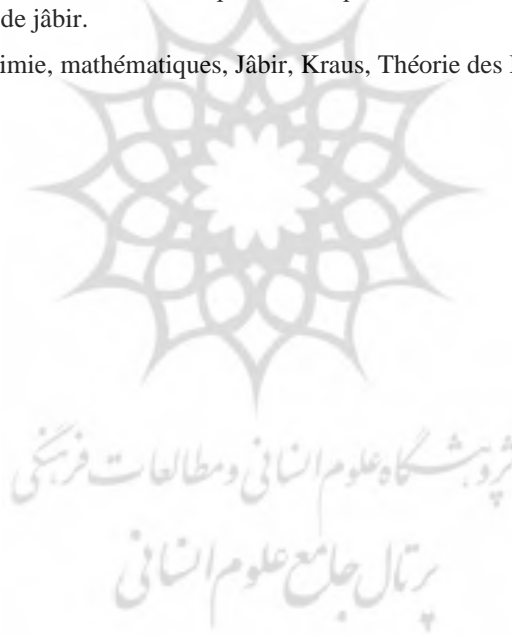 de jâbir.
imie, mathématiques, Jâbir, Kraus, Théorie des
پژوهشگاه علوم انسانی و مطالعات فرهنگی
پرتال جامع علوم انسانی